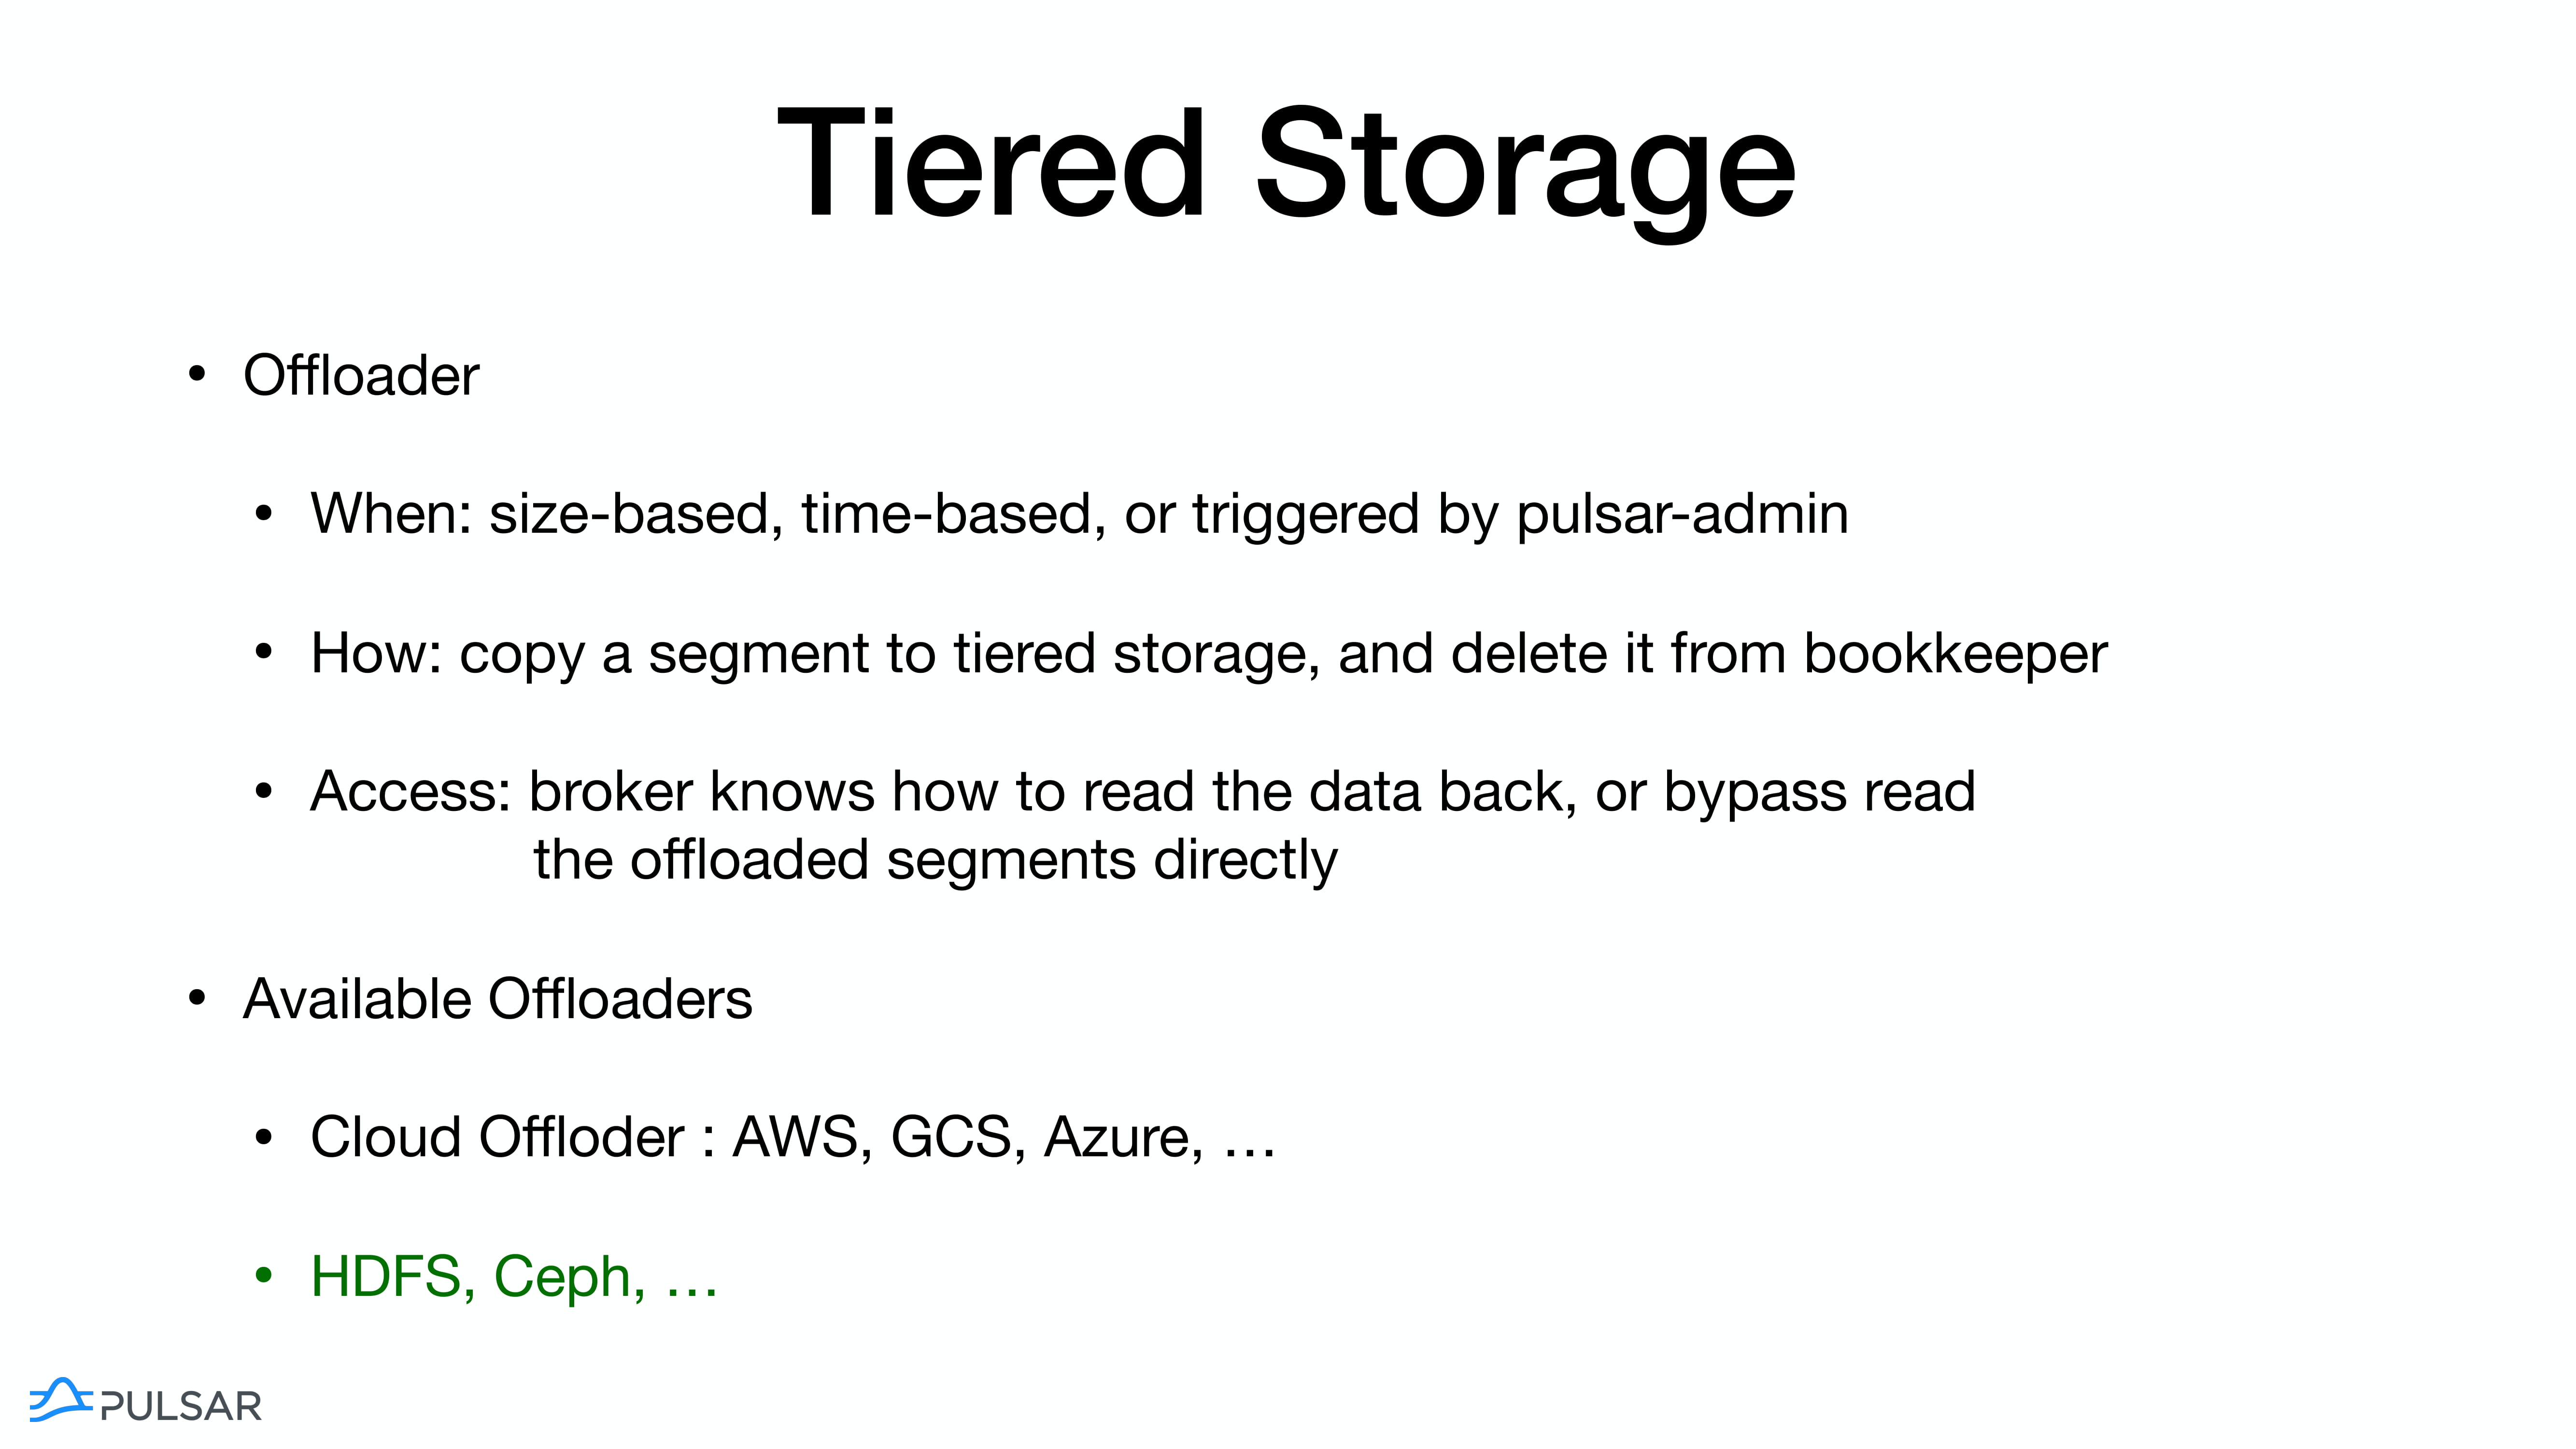 Tiered Storage
• Offloader
• When: size-based, time-based, or triggered by pulsar-admin
• How: copy a segment to tiered storage, and delete it from bookkeeper
• Access: broker knows how to read the data back, or bypass read
the offloaded segments directly
• Available Offloaders
• Cloud Offloder : AWS, GCS, Azure, …
• HDFS, Ceph, …
PULSAR